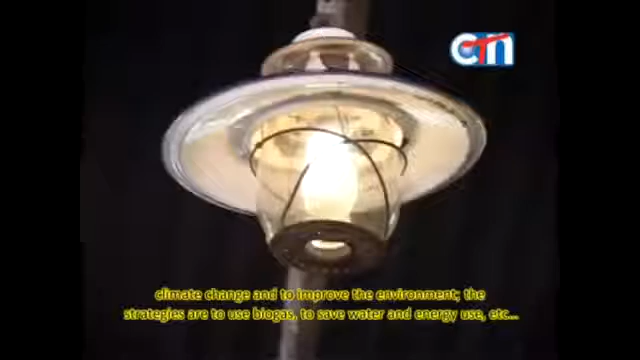 CTN
climate change and to improve the environment; the
strategies are to use biogas, to save water and energy use, etc...